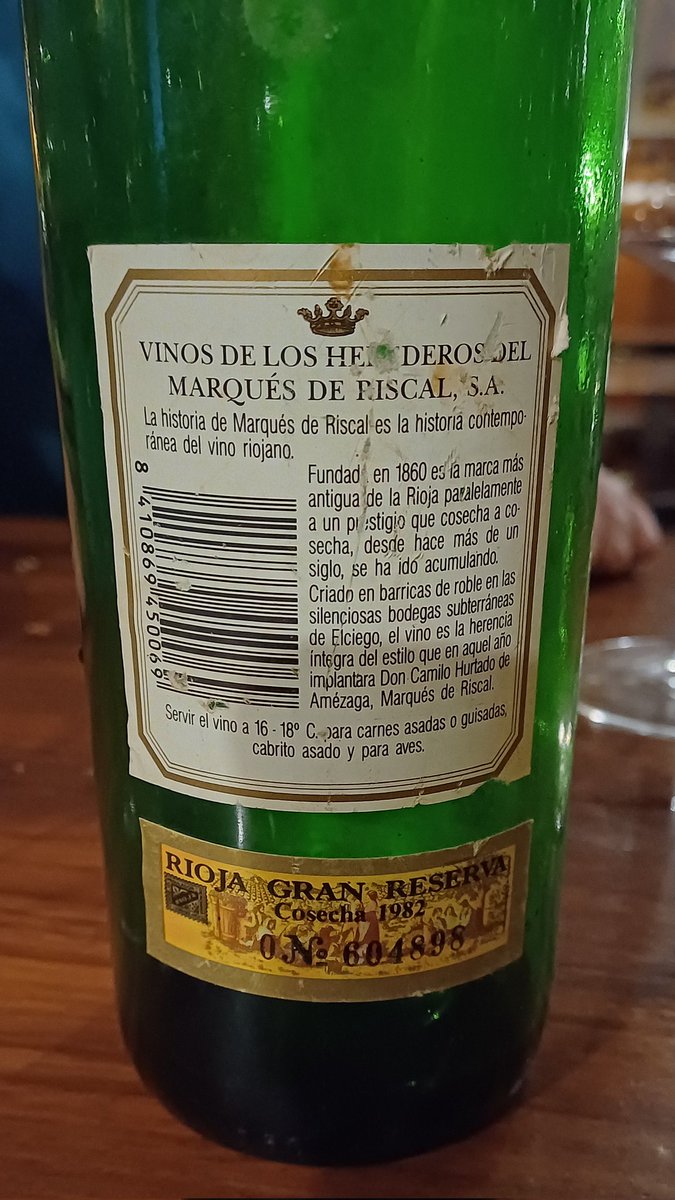 VINOS DE LOS HEREDEROS DEL
MARQUÉS DE RISCAL, S.A.
La historia de Marqués de Riscal es la historia contempo-
ránea del vino riojano.
Fundada en 1860 es la marca más
antigua de la Rioja paralelamente
a un prestigio que cosecha a co-
secha, desde hace más de un
siglo, se ha ido acumulando.
Criado en barricas de roble en las
silenciosas bodegas subterráneas
de Elciego, el vino es la herencia
íntegra del estilo que en aquel año
implantara Don Camilo Hurtado de
Amézaga, Marqués de Riscal.
8 410869 450069
Servir el vino a 16 - 18º C. para carnes asadas o guisadas,
cabrito asado y para aves.
RIOJA GRAN RESERVA
Cosecha 1982
0 Nº 604898